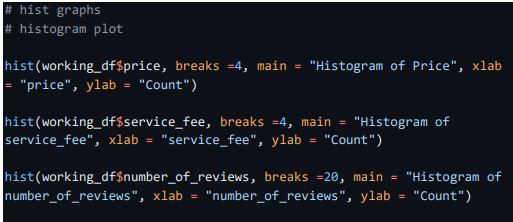 # hist graphs
# histogram plot
hist(working_df$price, breaks =4, main = "Histogram of Price", xlab
= "price", ylab = "Count")
hist(working_df$service_fee, breaks =4, main = "Histogram of
service_fee", xlab = "service_fee", ylab = "Count")
hist(working_df$number_of_reviews, breaks =20, main = "Histogram of
number_of_reviews", xlab = "number_of_reviews", ylab = "Count")